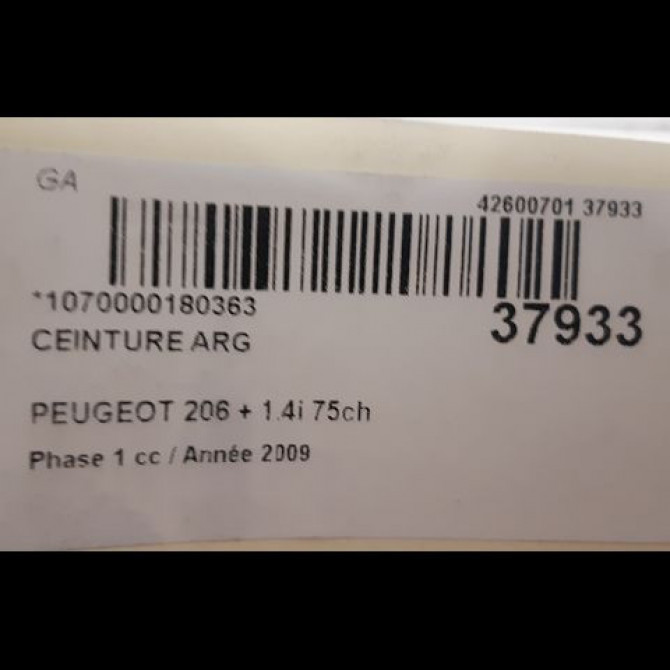 GA
42600701 37933
*1070000180363
37933
CEINTURE ARG
PEUGEOT 206 + 1.4i 75ch
Phase 1 cc / Année 2009